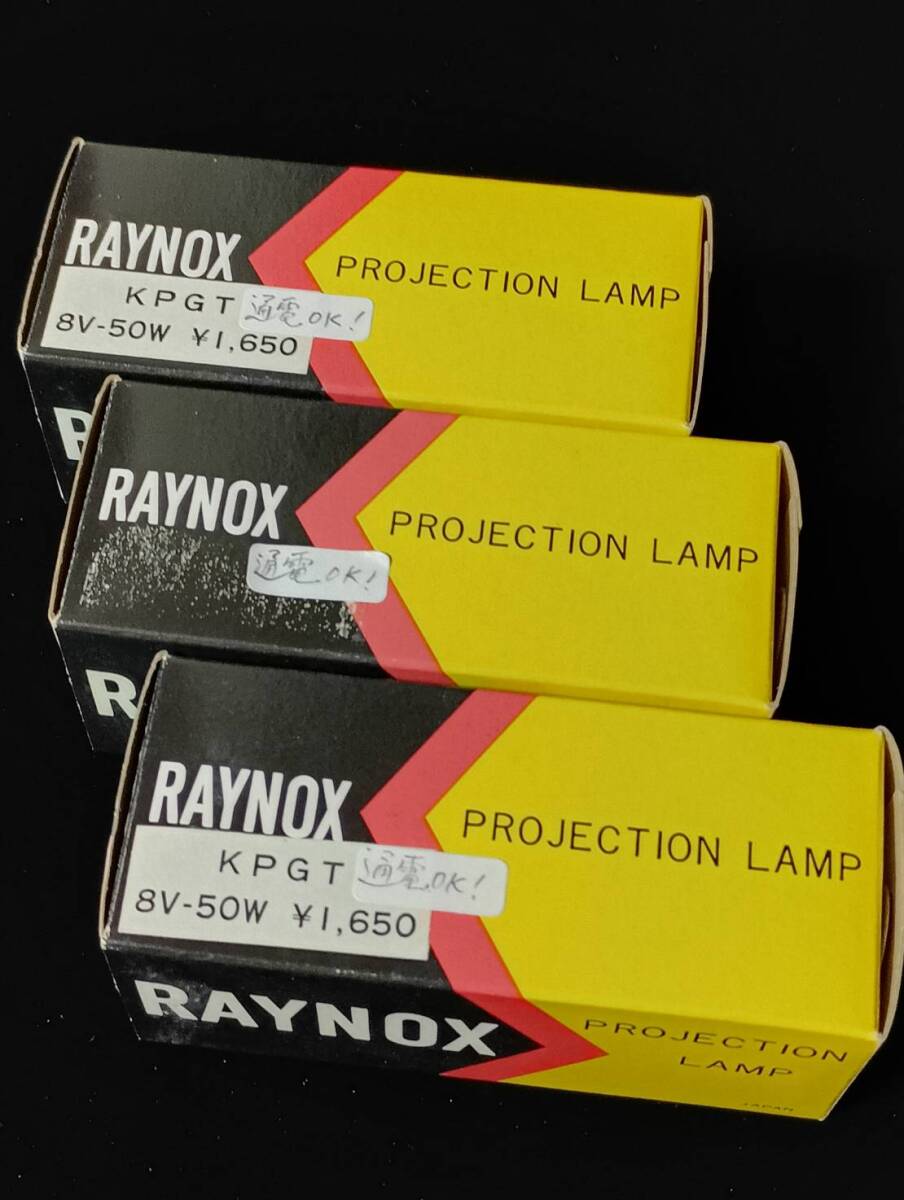 RAYNOX
PROJECTION LAMP
KPGT
通電OK!
8V-50W ¥1,650
R
RAYNOX
PROJECTION LAMP
通電OK!
R
RAYNOX
PROJECTION LAMP
KPGT
通電OK!
8V-50W ¥1,650
RAYNOX
PROJECTION
LAMP
JAPAN